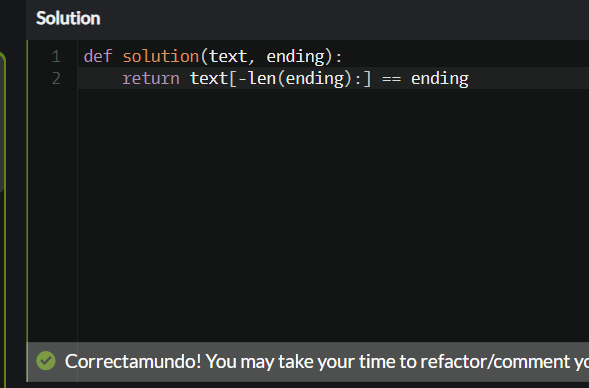 Solution
1 def solution(text, ending):
2     return text[-len(ending):] == ending
Correctamundo! You may take your time to refactor/comment yo